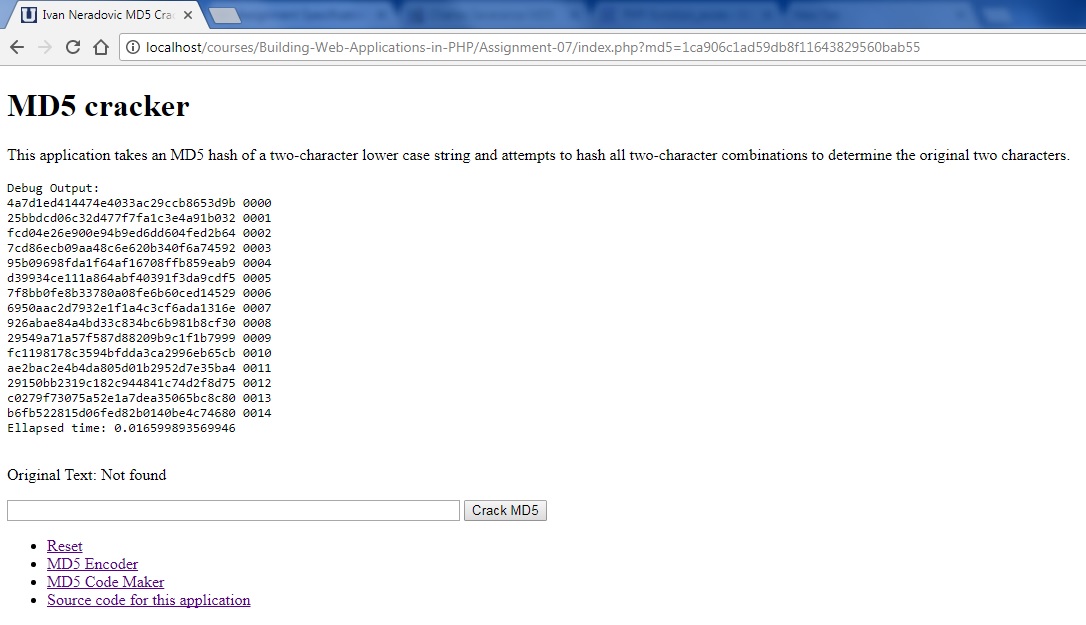 Ivan Neradovic MD5 Cra
localhost/courses/Building-Web-Applications-in-PHP/Assignment-07/index.php?md5=1ca906c1ad59db8f11643829560bab55
MD5 cracker
This application takes an MD5 hash of a two-character lower case string and attempts to hash all two-character combinations to determine the original two characters.
Debug Output:
4a7d1ed414474e4033ac29ccb8653d9b 0000
25bbdcd06c32d477f7fa1c3e4a91b032 0001
fcd04e26e900e94b9ed6dd604fed2b64 0002
7cd86ecb09aa48c6e620b340f6a74592 0003
95b09698fda1f64af16708ffb859eab9 0004
d39934ce111a864abf40391f3da9cdf5 0005
7f8bb0fe8b33780a08fe6b60ced14529 0006
6950aac2d7932e1f1a4c3cf6ada1316e 0007
926abae84a4bd33c834bc6b981b8cf30 0008
29549a71a57f587d88209b9c1f1b7999 0009
fc1198178c3594bfdda3ca2996eb65cb 0010
ae2bac2e4b4da805d01b2952d7e35ba4 0011
29150bb2319c182c944841c74d2f8d75 0012
c0279f73075a52e1a7dea35065bc8c80 0013
b6fb522815d06fed82b0140be4c74680 0014
Ellapsed time: 0.016599893569946
Original Text: Not found
Crack MD5
Reset
MD5 Encoder
MD5 Code Maker
Source code for this application